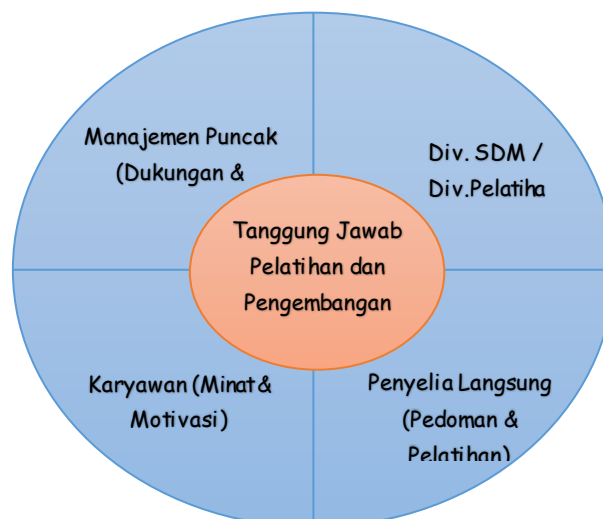 Manajemen Puncak
(Dukungan &
Div. SDM /
Div.Pelatiha
Tanggung Jawab
Pelatihan dan
Pengembangan
Karyawan (Minat &
Motivasi)
Penyelia Langsung
(Pedoman &
Pelatihan)